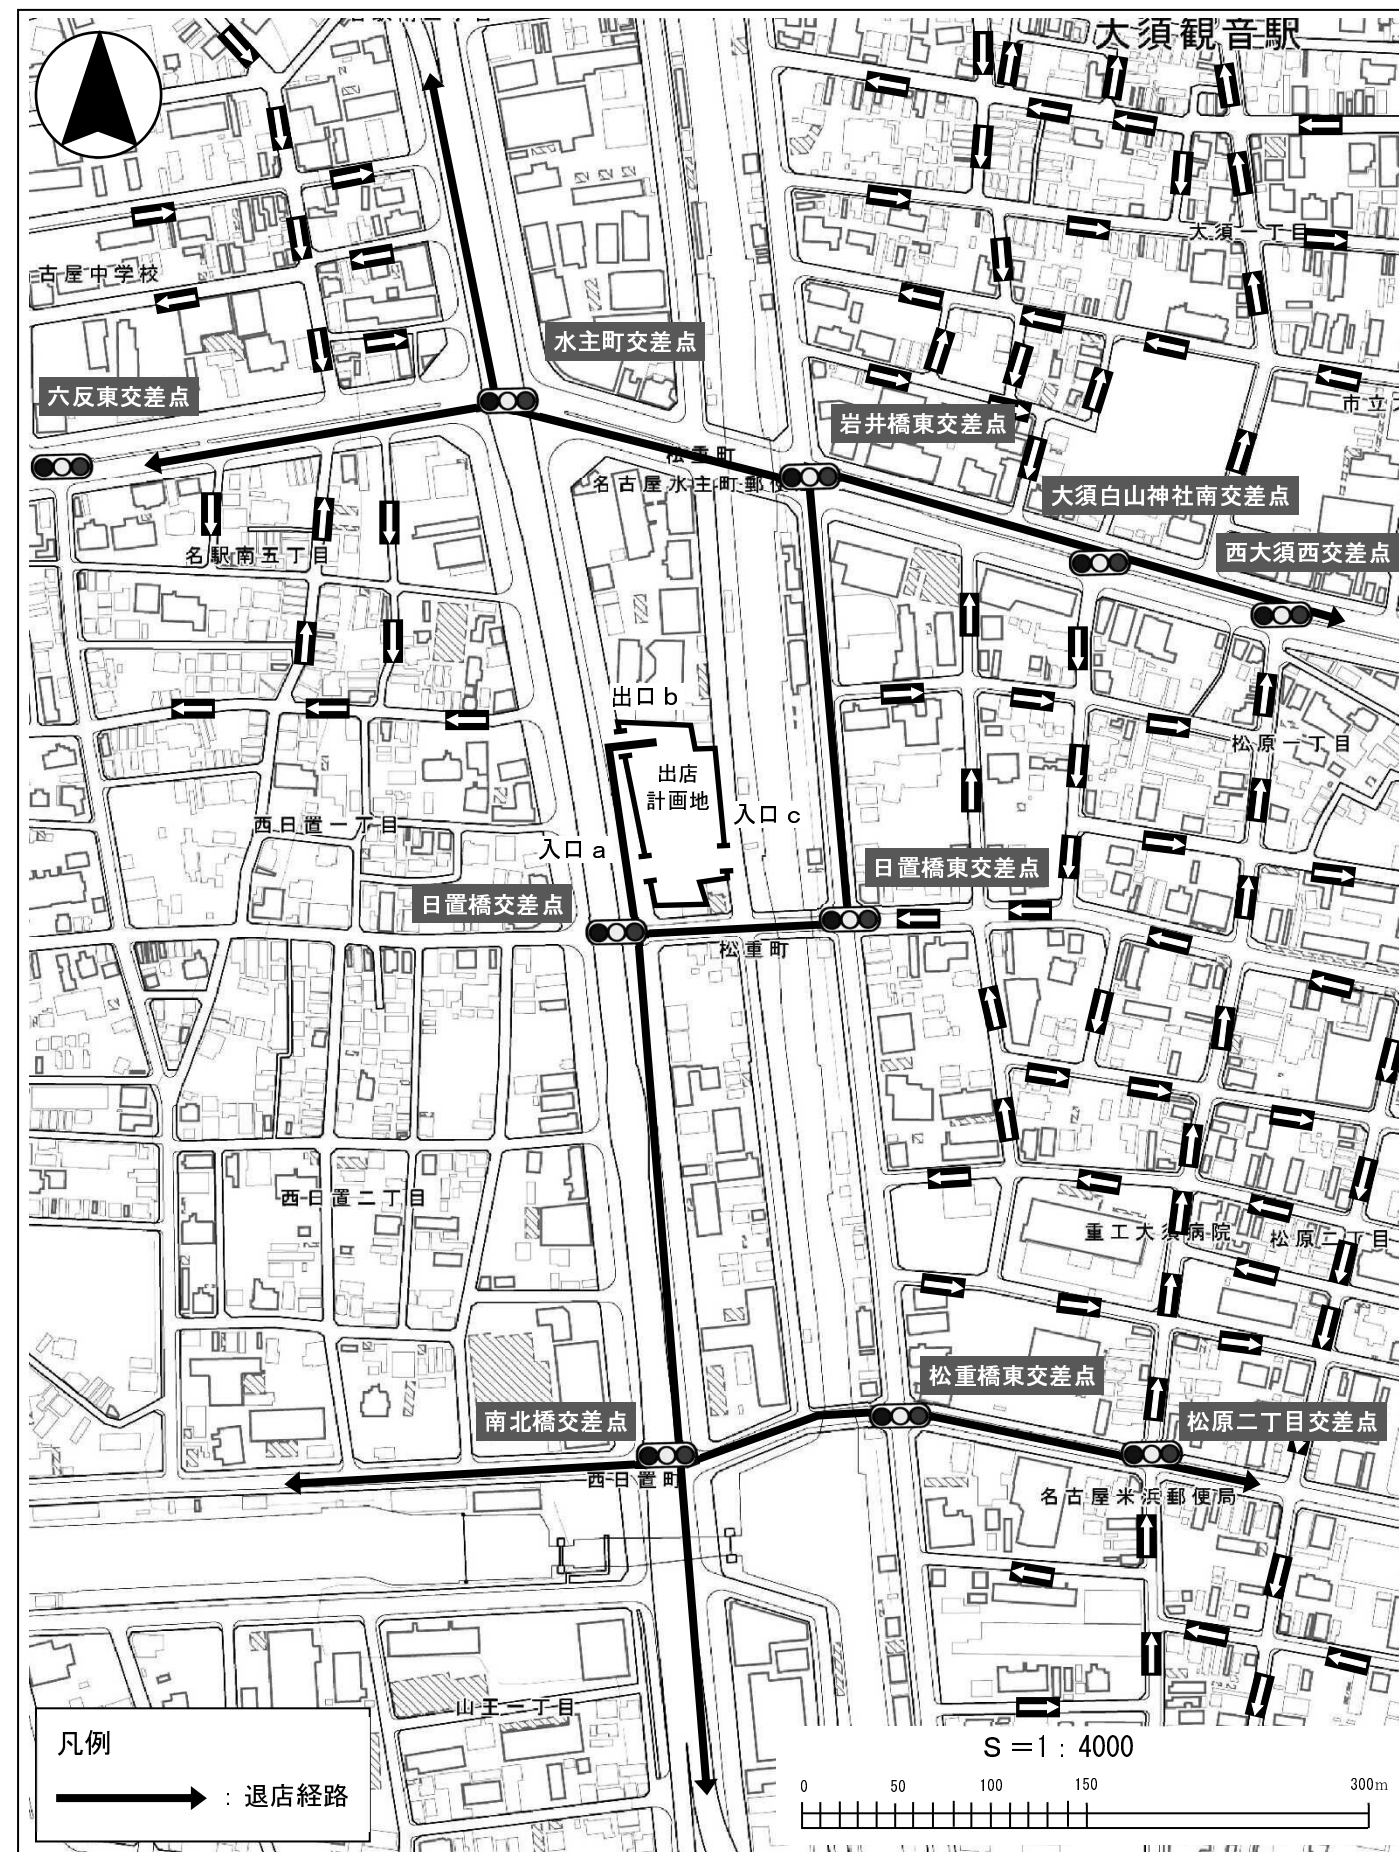 大須観音駅
大須一丁目
古屋中学校
水主町交差点
六反東交差点
市立
岩井橋東交差点
松重町
名古屋水主町郵便
大須白山神社南交差点
西大須西交差点
名駅南五丁目
出口b
松原一丁目
出店
計画地
入口c
西日置一丁目
入口a
日置橋東交差点
日置橋交差点
松重町
西日置二丁目
重工大須病院
松原二丁目
松重橋東交差点
南北橋交差点
松原二丁目交差点
西日置町
名古屋米浜郵便局
山王一丁目
凡例
：退店経路
S＝1：4000
0 50 100 150 300m